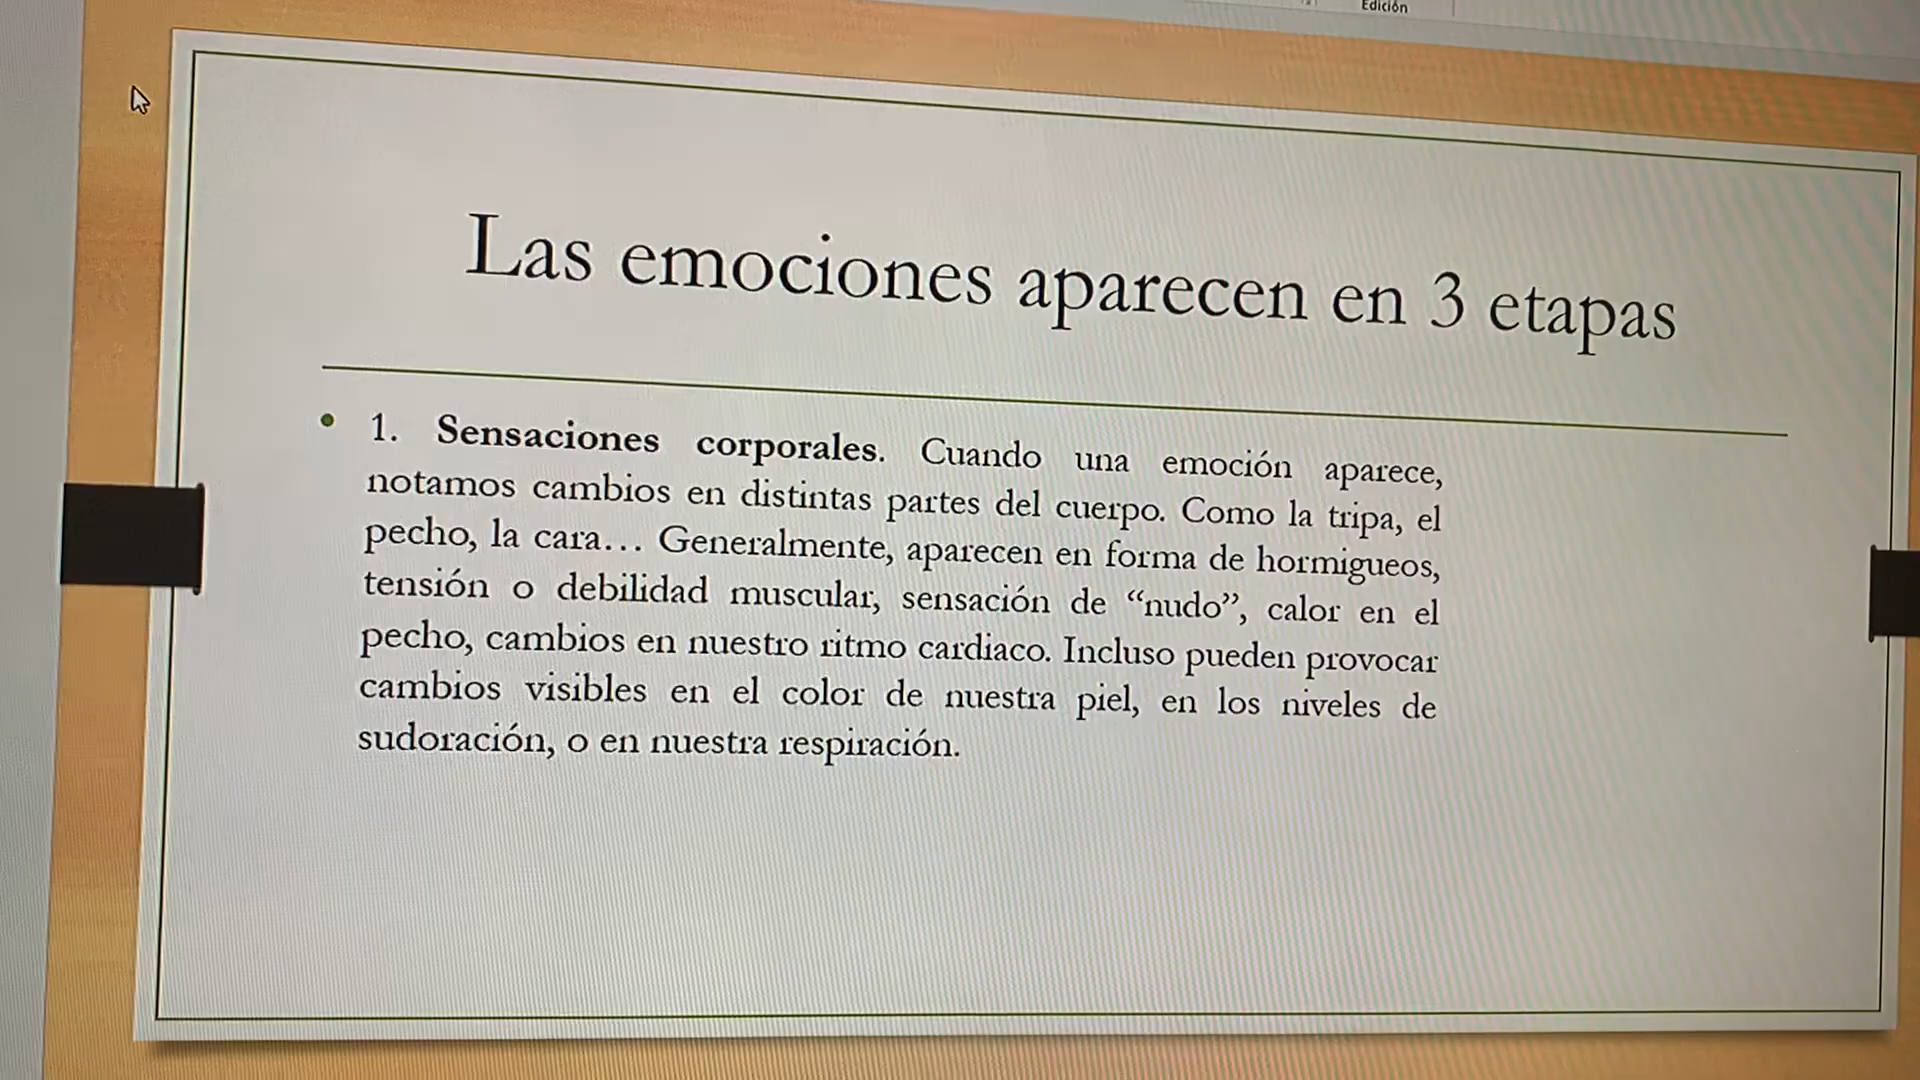 Edición
Las emociones aparecen en 3 etapas
• 1. Sensaciones corporales. Cuando una emoción aparece,
notamos cambios en distintas partes del cuerpo. Como la tripa, el
pecho, la cara… Generalmente, aparecen en forma de hormigueos,
tensión o debilidad muscular, sensación de “nudo”, calor en el
pecho, cambios en nuestro ritmo cardiaco. Incluso pueden provocar
cambios visibles en el color de nuestra piel, en los niveles de
sudoración, o en nuestra respiración.